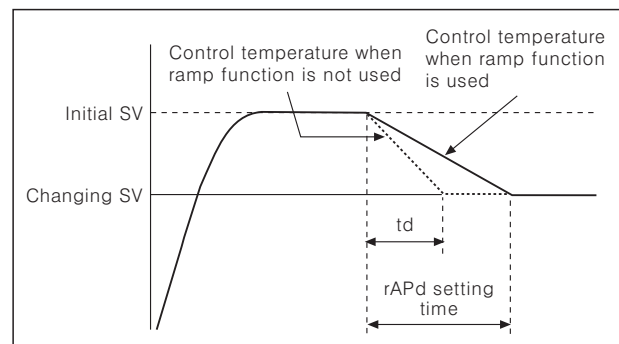 Control temperature when
ramp function is not used
Control temperature
when ramp function
is used
Initial SV
Changing SV
td
rAPd setting
time